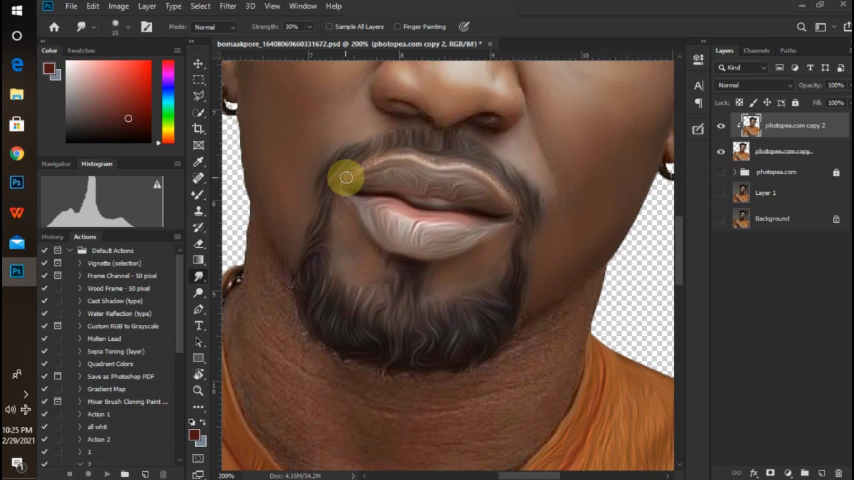 File Edit Image Layer Type Select Filter 3D View Window Help
15 Mode: Normal Strength: 30% Sample All Layers Finger Painting
bomaakpore_1640809660331672.psd @ 200% (photopea.com copy 2, RGB/8#) * ×
Color Swatches
Navigator Histogram
History Actions
Default Actions
Vignette (selection)
Frame Channel - 50 pixel
Wood Frame - 50 pixel
Cast Shadow (type)
Water Reflection (type)
Custom RGB to Grayscale
Molten Lead
Sepia Toning (layer)
Quadrant Colors
Save as Photoshop PDF
Gradient Map
Mixer Brush Cloning Paint ...
Action 1
all whit
Action 2
1
2
Layers Channels Paths
Kind
Normal Opacity: 100%
Lock: Fill: 100%
photopea.com copy 2
photopea.com copy...
photopea.com
Layer 1
Background
10:25 PM
2/29/2021
200% Doc: 4.16M/54.2M